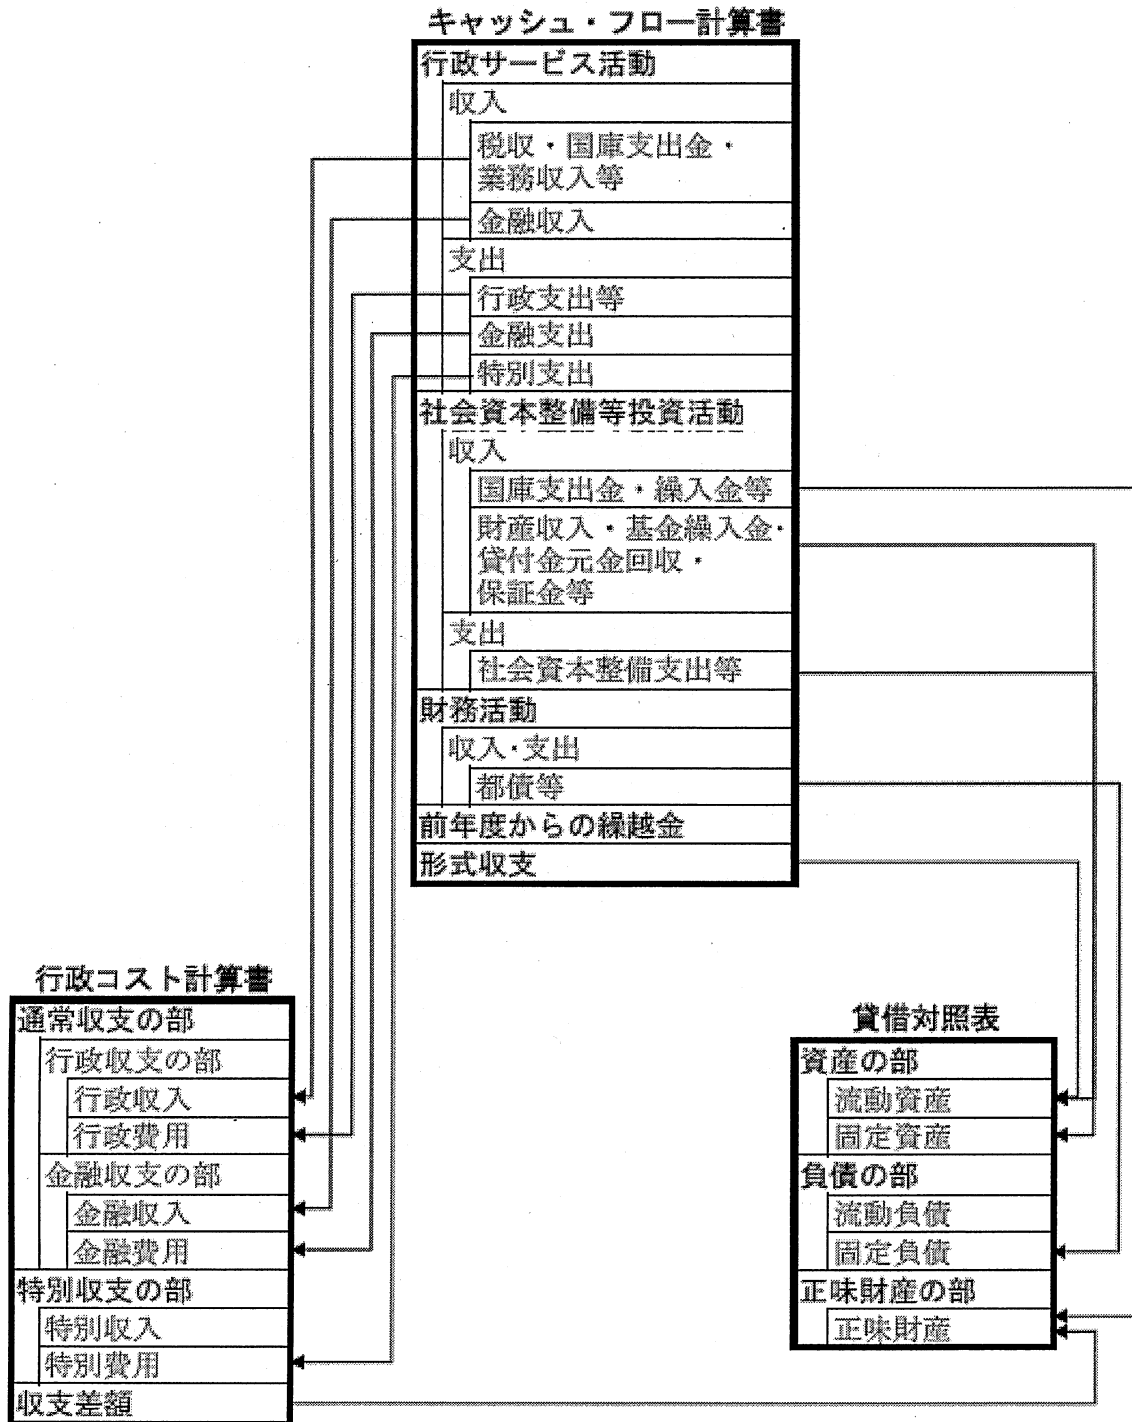 キャッシュ・フロー計算書
行政サービス活動
収入
税収・国庫支出金・
業務収入等
金融収入
支出
行政支出等
金融支出
特別支出
社会資本整備等投資活動
収入
国庫支出金・繰入金等
財産収入・基金繰入金・
貸付金元金回収・
保証金等
支出
社会資本整備支出等
財務活動
収入・支出
都債等
前年度からの繰越金
形式収支
行政コスト計算書
通常収支の部
行政収支の部
行政収入
行政費用
金融収支の部
金融収入
金融費用
特別収支の部
特別収入
特別費用
収支差額
貸借対照表
資産の部
流動資産
固定資産
負債の部
流動負債
固定負債
正味財産の部
正味財産